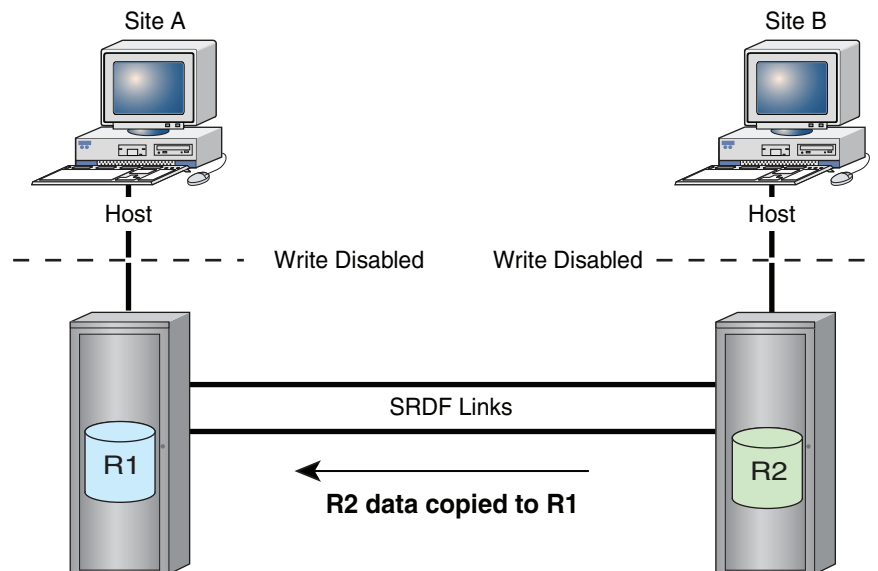 Site A
Site B
Host
Host
Write Disabled
Write Disabled
SRDF Links
R1
R2
R2 data copied to R1